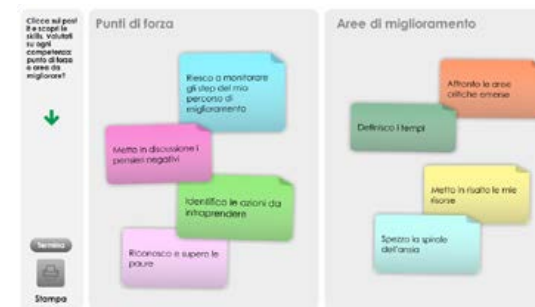 Clicca sul post
it e scopri le
skills. Valutati
su ogni
competenza:
punto di forza
o area da
migliorare?
Termina
Stampa
Punti di forza
Riesco a monitorare
gli step del mio
percorso di
miglioramento
Metto in discussione i
pensieri negativi
Identifico le azioni da
intraprendere
Riconosco e supero le
paure
Aree di miglioramento
Affronto le aree
critiche emerse
Definisco i tempi
Metto in risalto le mie
risorse
Spezzo la spirale
dell'ansia